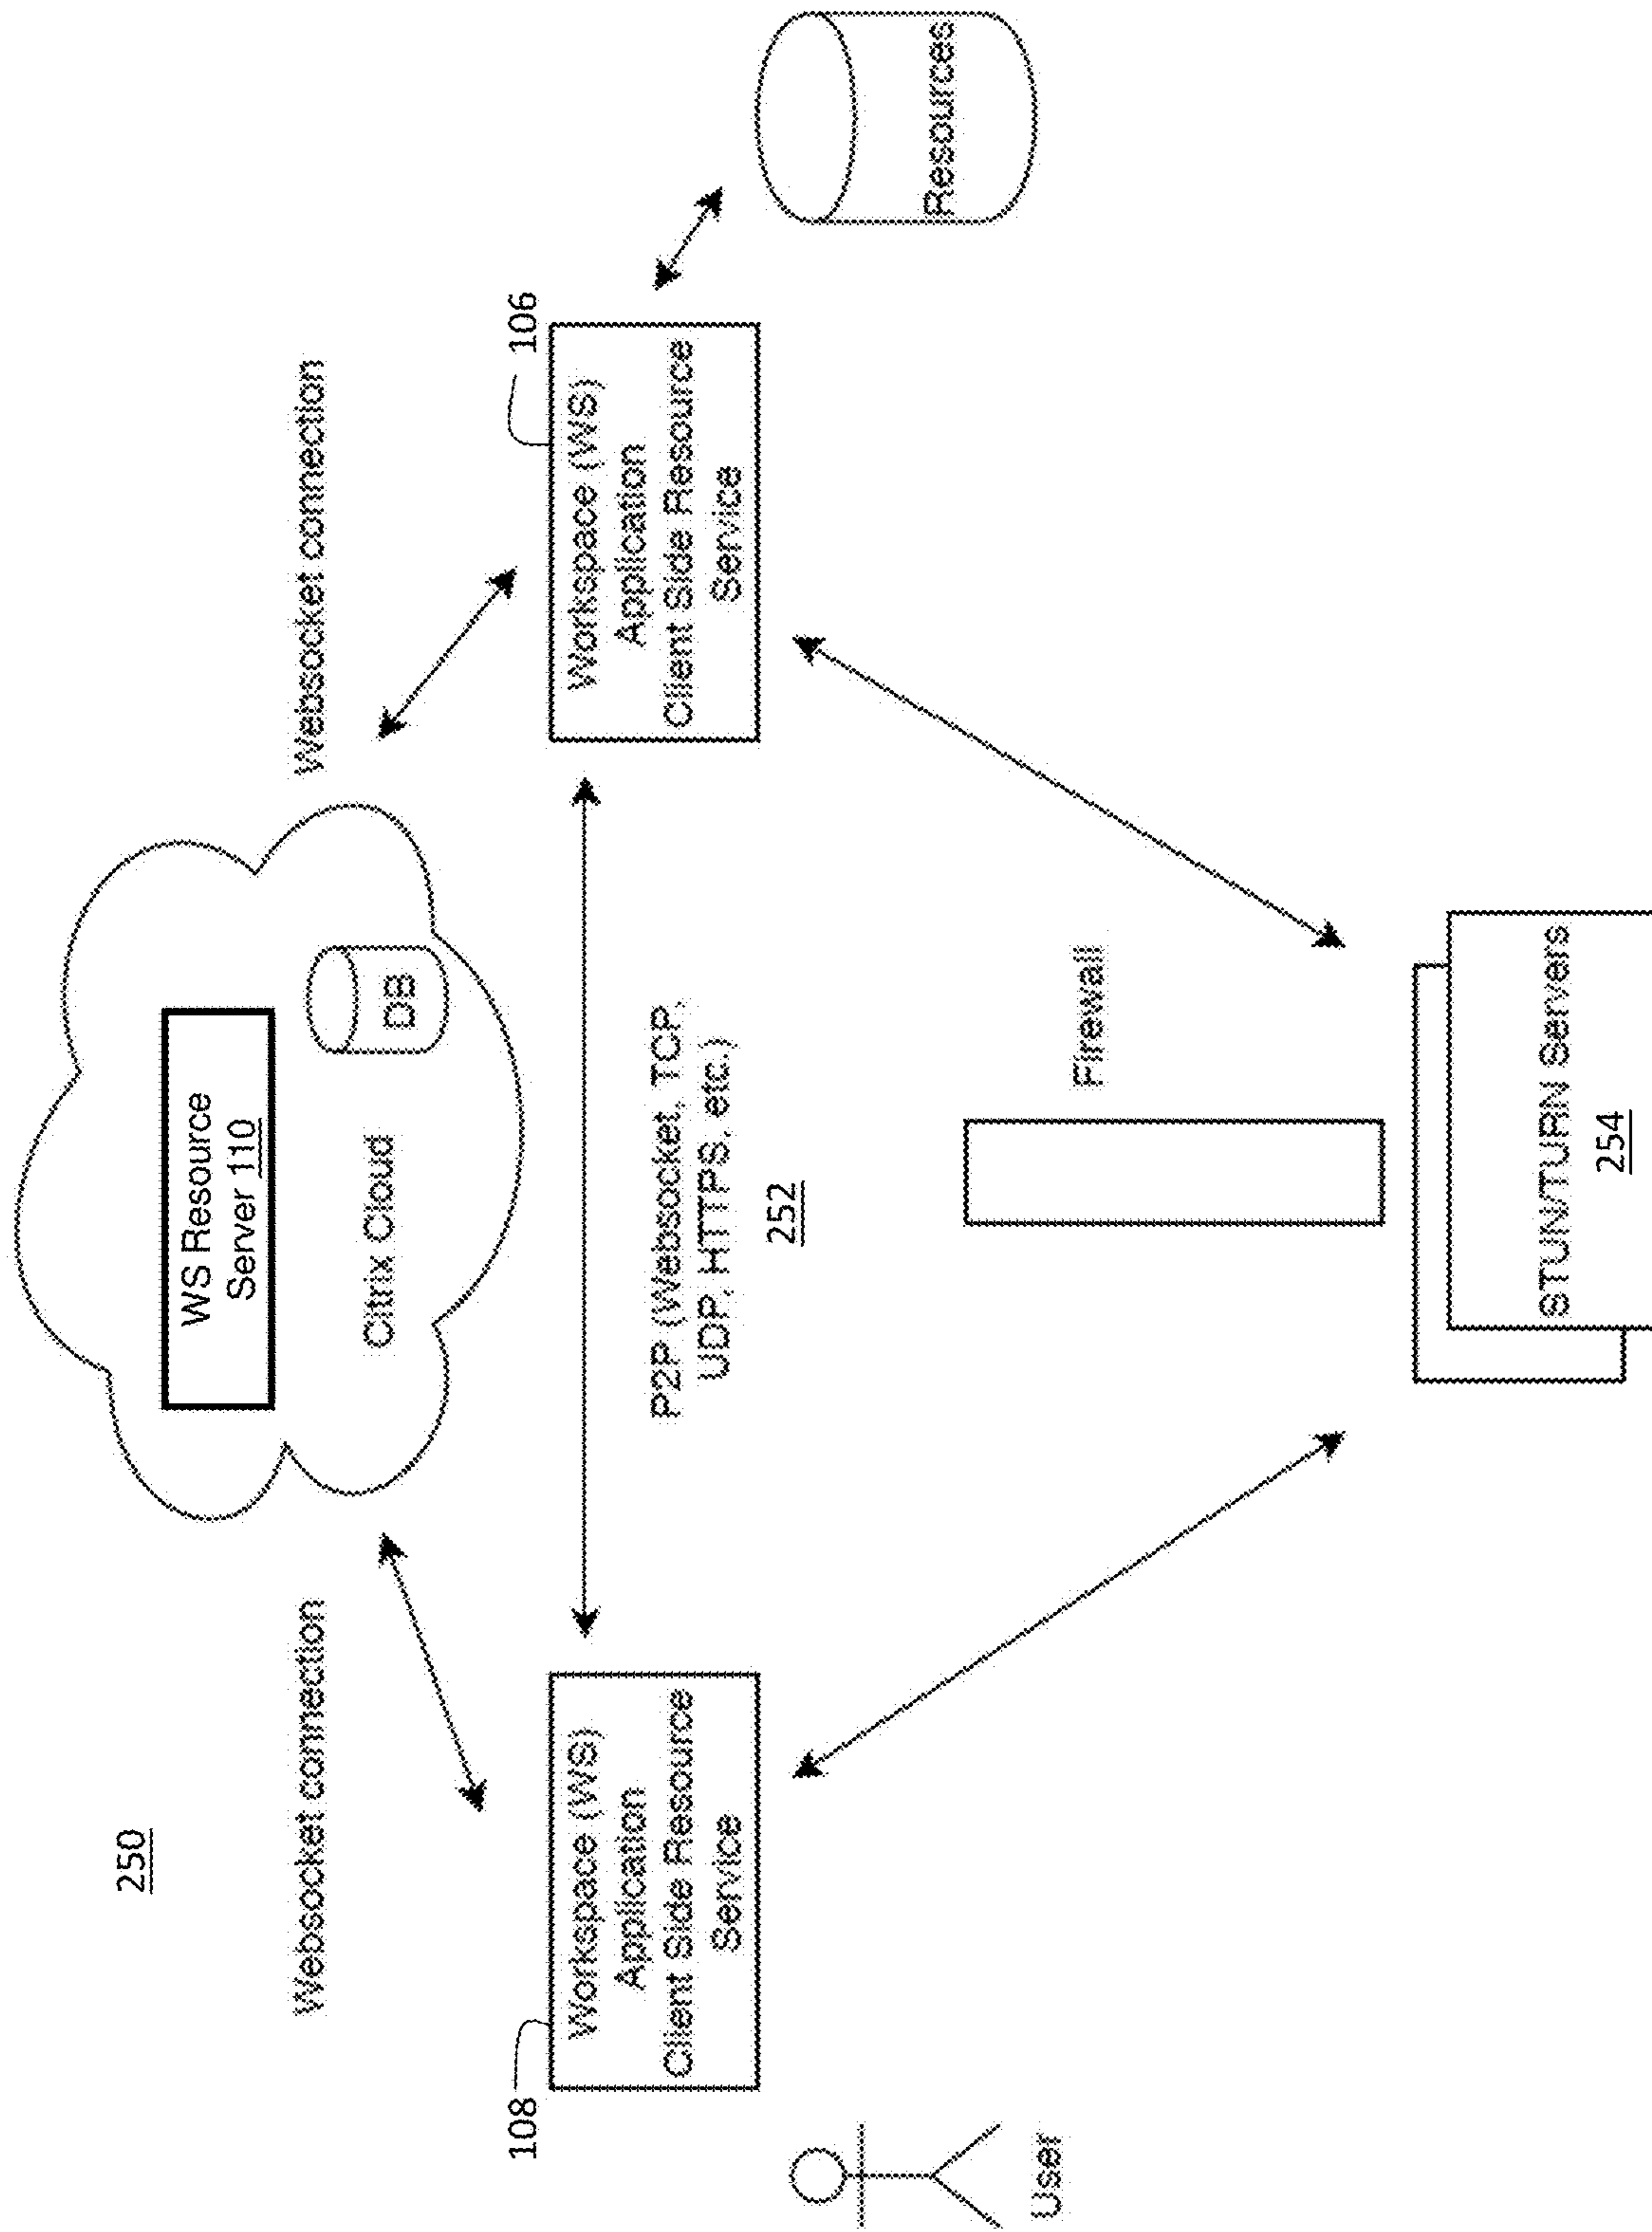 250
Websocket connection
WS Resource
Server 110
Citrix Cloud
DB
Websocket connection
108
Workspace (WS)
Application
Client Side Resource
Service
User
P2P (Websocket, TCP,
UDP, HTTPS, etc.)
252
106
Workspace (WS)
Application
Client Side Resource
Service
Resources
Firewall
STUN/TURN Servers
254